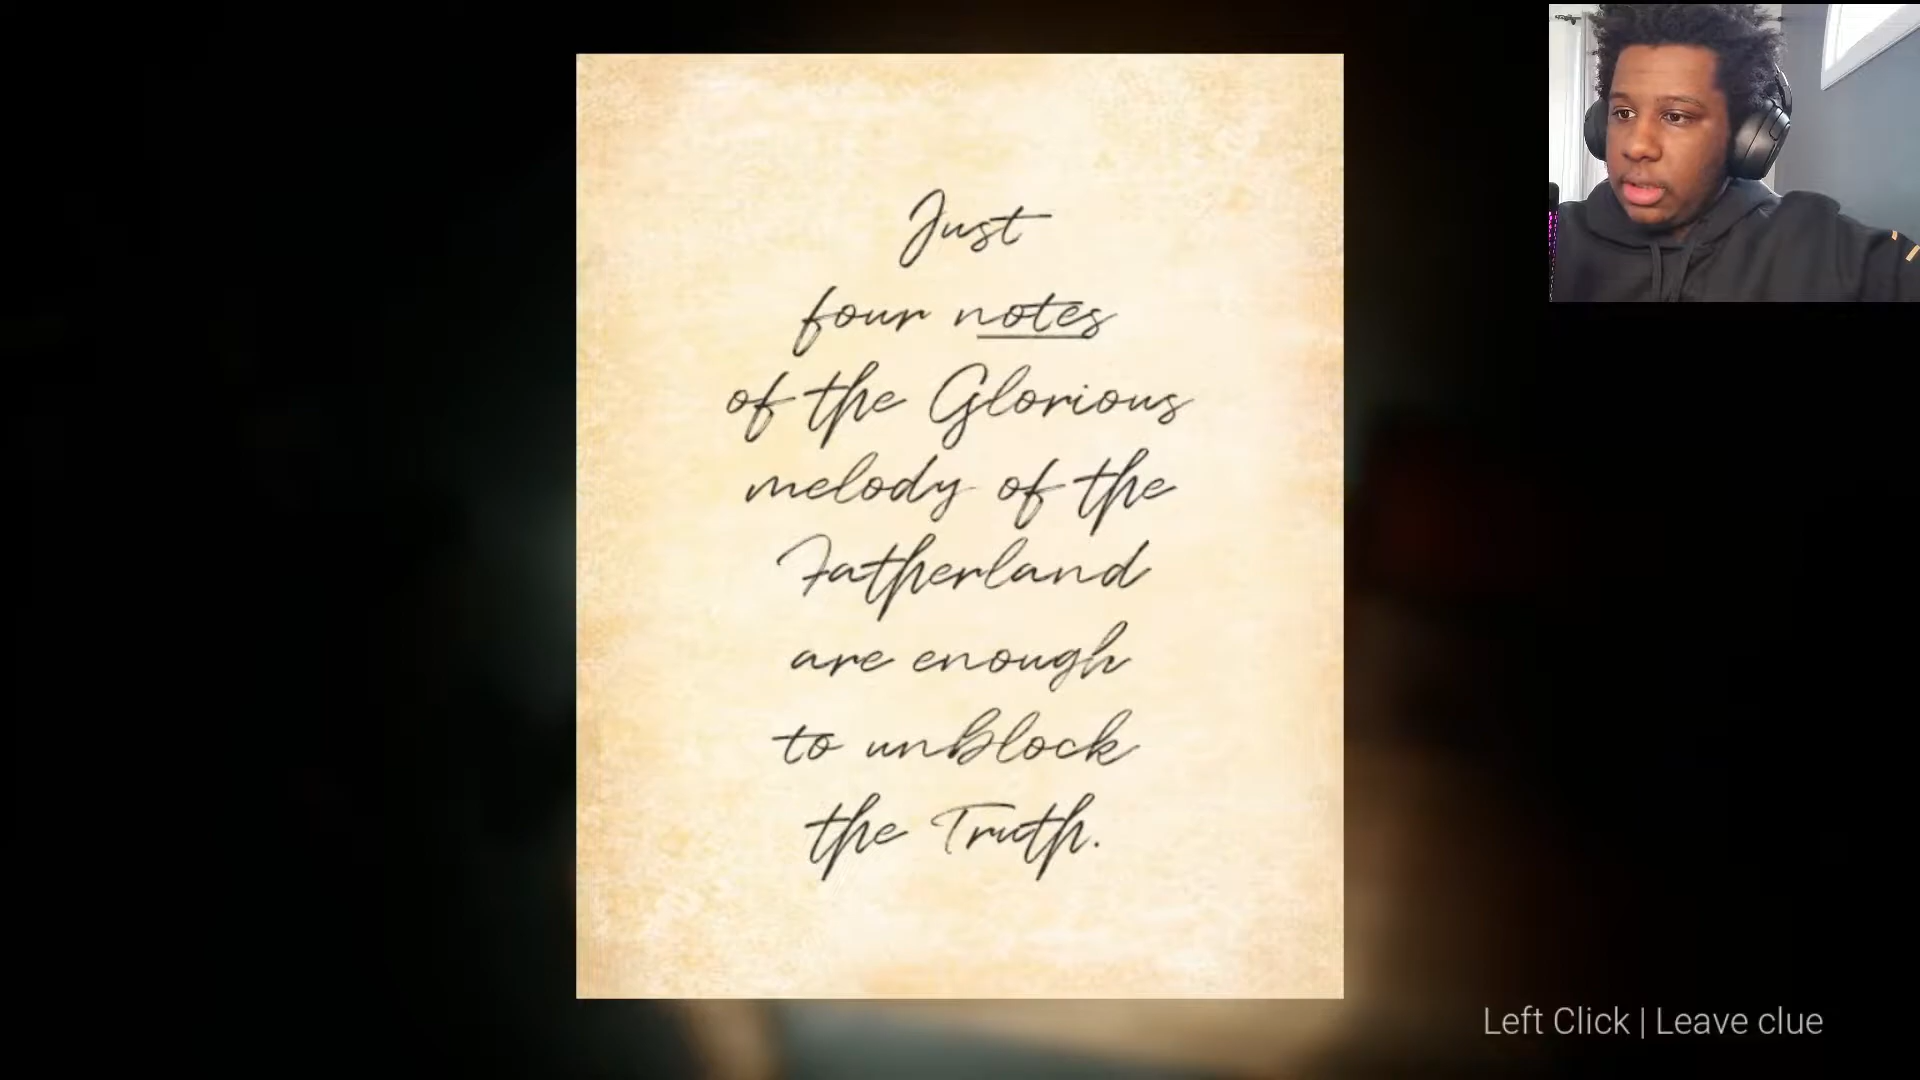 Just
four notes
of the Glorious
melody of the
Fatherland
are enough
to unblock
the Truth.
Left Click | Leave clue